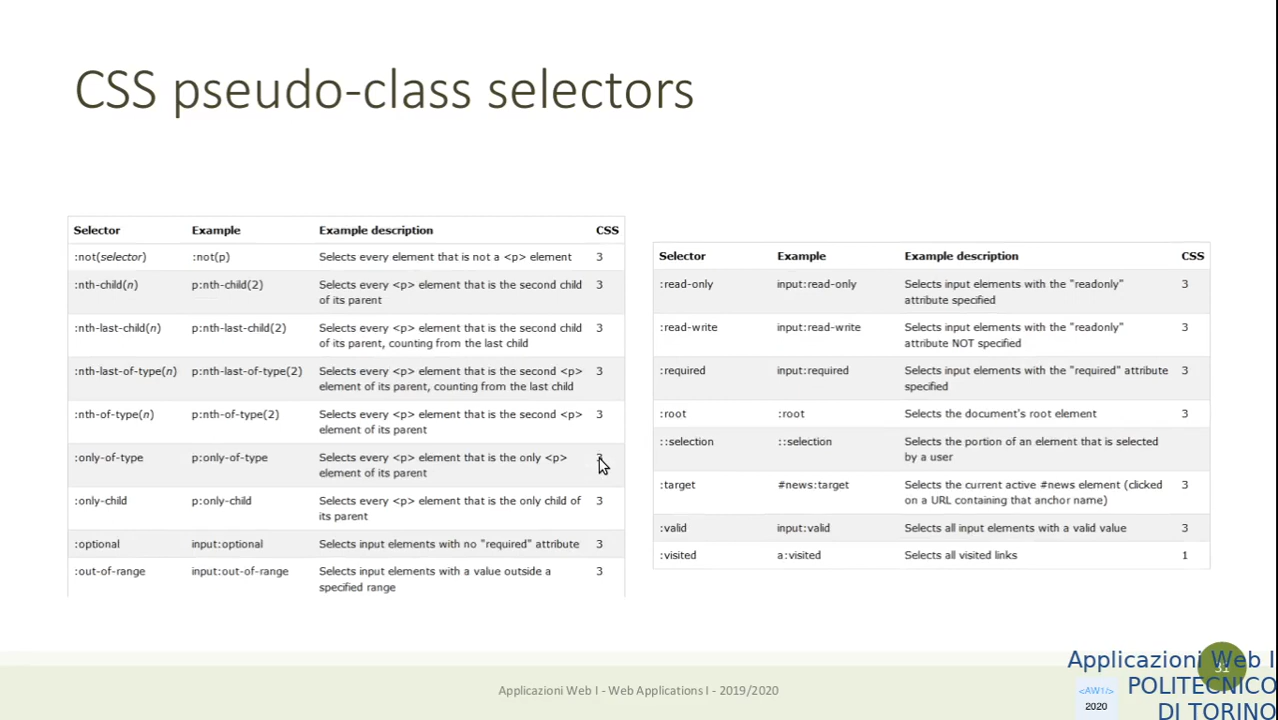 CSS pseudo-class selectors
Selector Example Example description CSS
:not(selector) :not(p) Selects every element that is not a <p> element 3
:nth-child(n) p:nth-child(2) Selects every <p> element that is the second child 3
of its parent
:nth-last-child(n) p:nth-last-child(2) Selects every <p> element that is the second child 3
of its parent, counting from the last child
:nth-last-of-type(n) p:nth-last-of-type(2) Selects every <p> element that is the second <p> 3
element of its parent, counting from the last child
:nth-of-type(n) p:nth-of-type(2) Selects every <p> element that is the second <p> 3
element of its parent
:only-of-type p:only-of-type Selects every <p> element that is the only <p>
element of its parent
:only-child p:only-child Selects every <p> element that is the only child of 3
its parent
:optional input:optional Selects input elements with no "required" attribute 3
:out-of-range input:out-of-range Selects input elements with a value outside a 3
specified range
Selector Example Example description CSS
:read-only input:read-only Selects input elements with the "readonly" 3
attribute specified
:read-write input:read-write Selects input elements with the "readonly" 3
attribute NOT specified
:required input:required Selects input elements with the "required" attribute 3
specified
:root :root Selects the document's root element 3
::selection ::selection Selects the portion of an element that is selected
by a user
:target #news:target Selects the current active #news element (clicked 3
on a URL containing that anchor name)
:valid input:valid Selects all input elements with a valid value 3
:visited a:visited Selects all visited links 1
Applicazioni Web I - Web Applications I - 2019/2020
Applicazioni Web I
POLITECNICO
DI TORINO
<AW1/>
2020